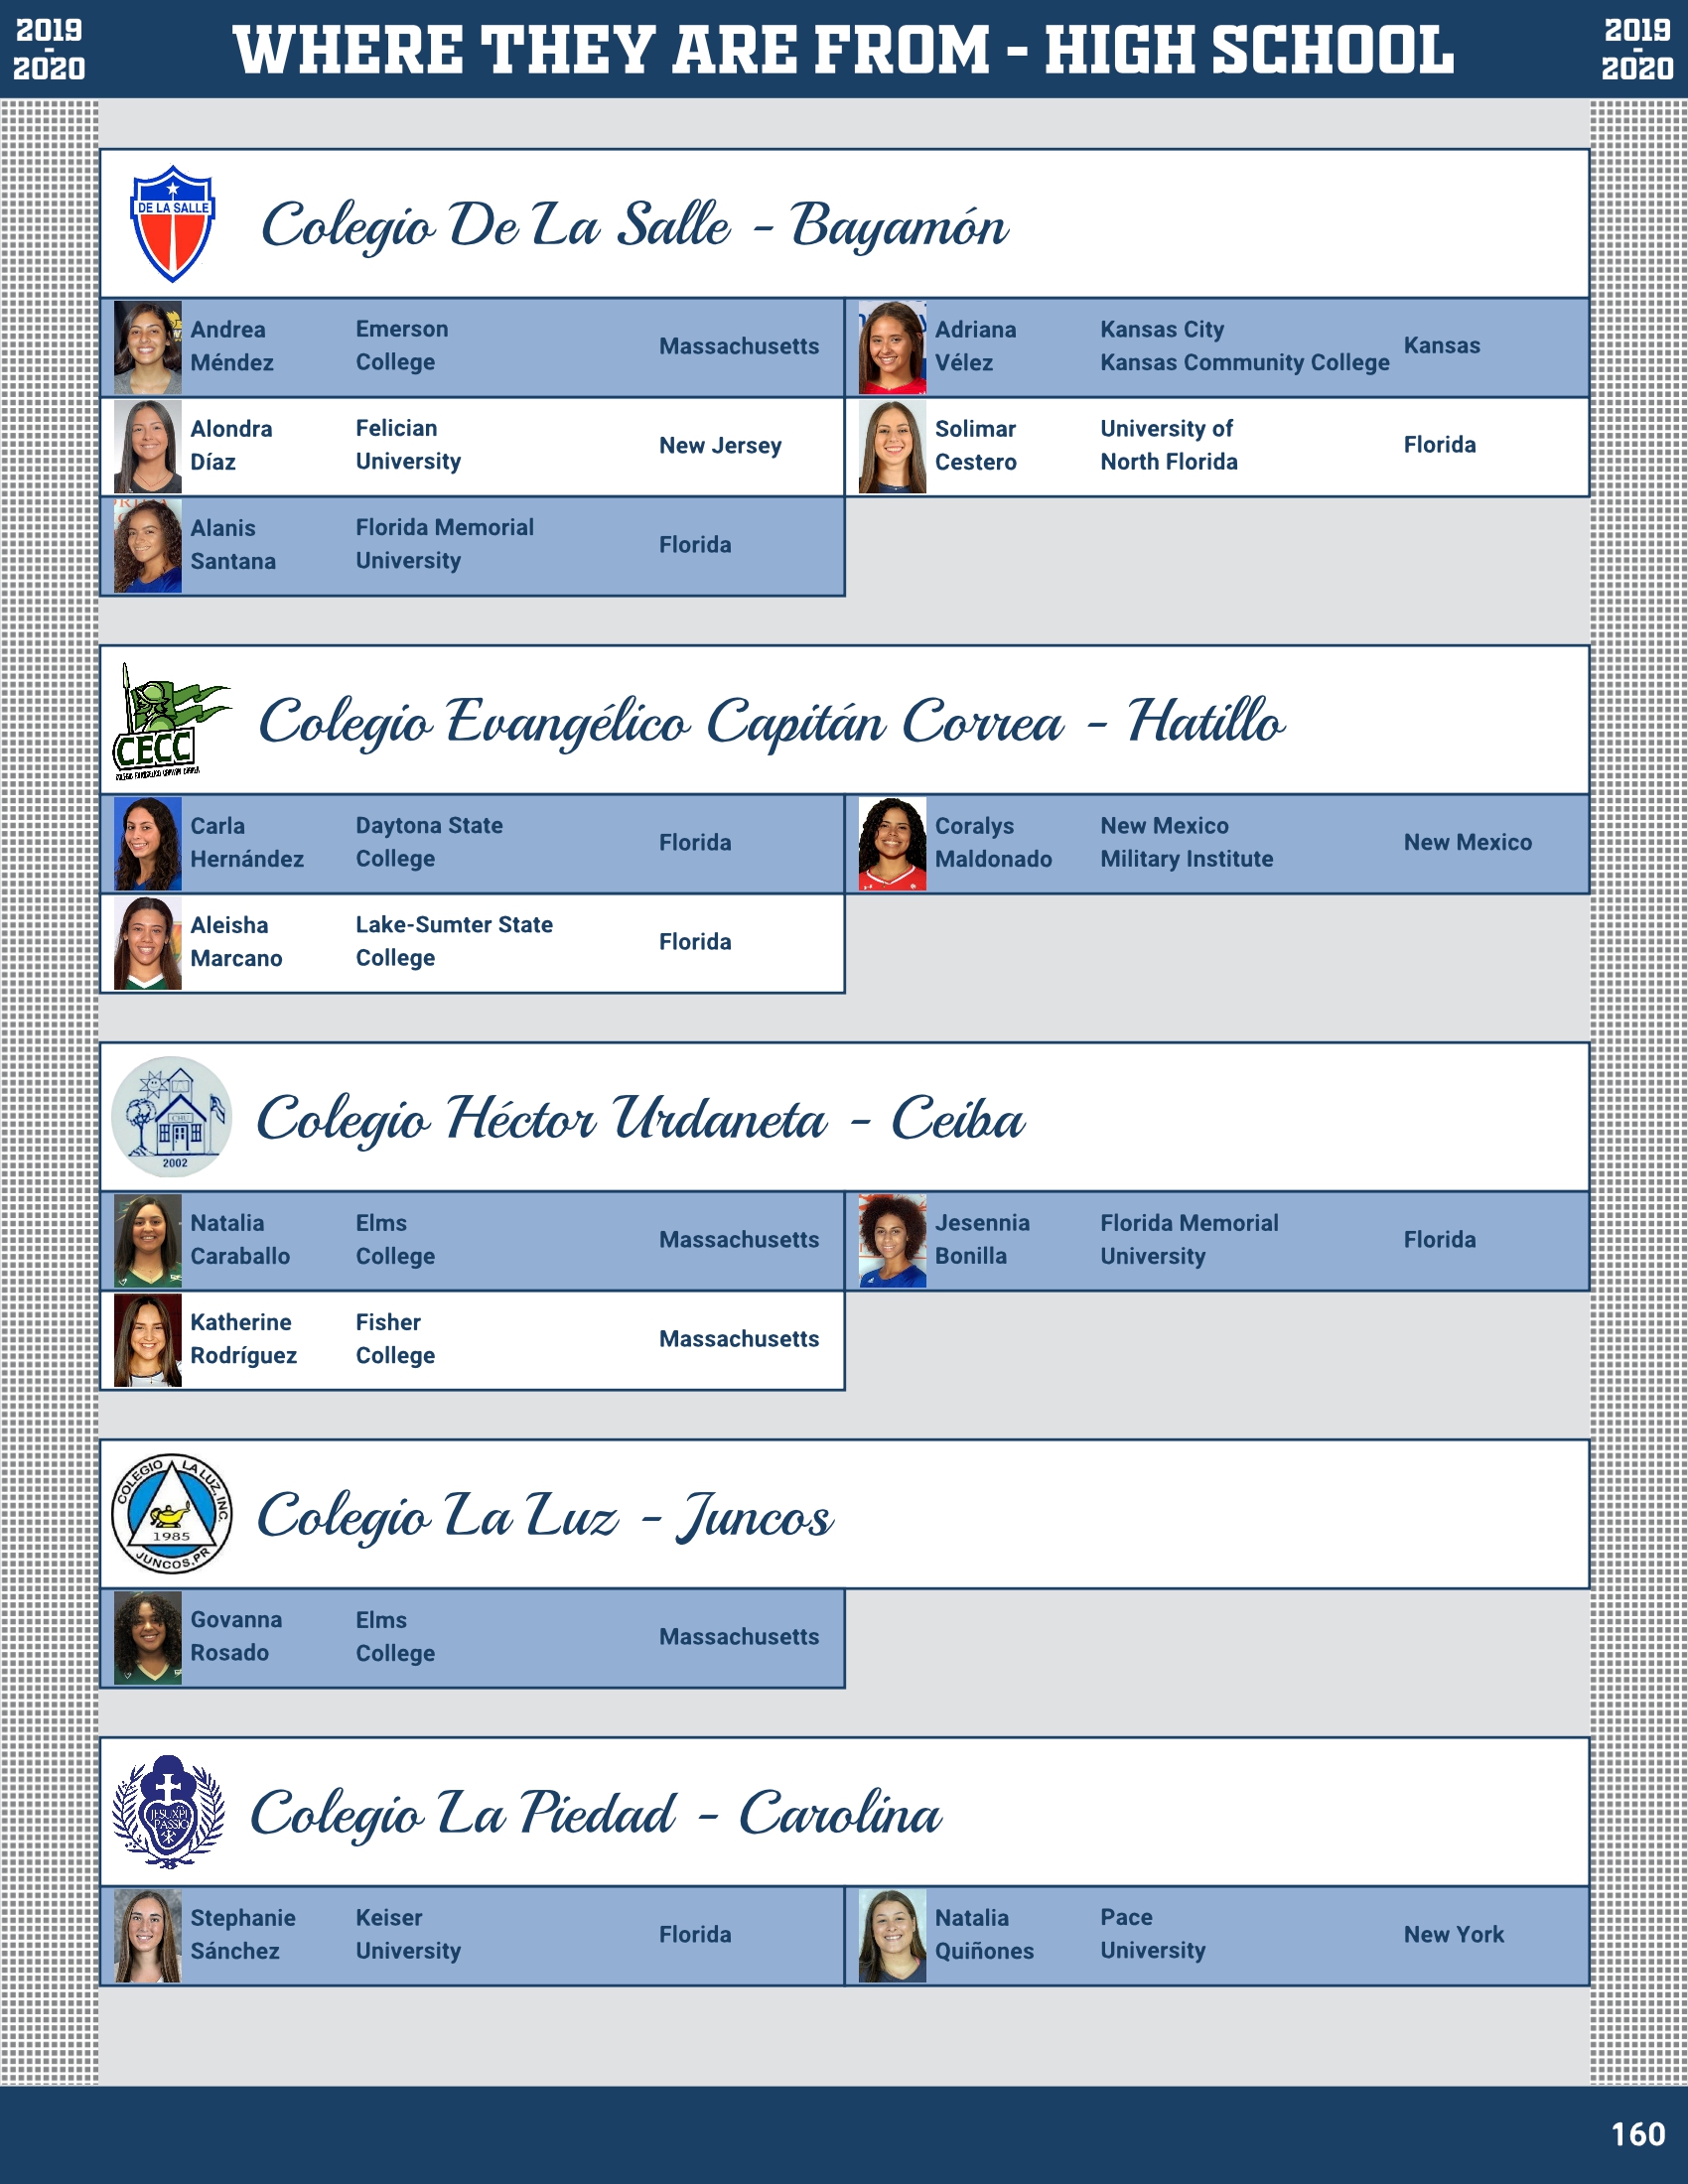 2019
-
2020
WHERE THEY ARE FROM - HIGH SCHOOL
2019
-
2020
DE LA SALLE
Colegio De La Salle - Bayamón
Andrea
Méndez
Emerson
College
Massachusetts
Adriana
Vélez
Kansas City
Kansas Community College
Kansas
Alondra
Díaz
Felician
University
New Jersey
Solimar
Cestero
University of
North Florida
Florida
Alanis
Santana
Florida Memorial
University
Florida
CECC
COLEGIO EVANGELICO CAPITAN CORREA
Colegio Evangélico Capitán Correa - Hatillo
Carla
Hernández
Daytona State
College
Florida
Coralys
Maldonado
New Mexico
Military Institute
New Mexico
Aleisha
Marcano
Lake-Sumter State
College
Florida
CHU
2002
Colegio Héctor Urdaneta - Ceiba
Natalia
Caraballo
Elms
College
Massachusetts
Jesennia
Bonilla
Florida Memorial
University
Florida
Katherine
Rodríguez
Fisher
College
Massachusetts
COLEGIO LA LUZ, INC.
1985
JUNCOS, PR
Colegio La Luz - Juncos
Govanna
Rosado
Elms
College
Massachusetts
JESU XPI
PASSIO
Colegio La Piedad - Carolina
Stephanie
Sánchez
Keiser
University
Florida
Natalia
Quiñones
Pace
University
New York
160